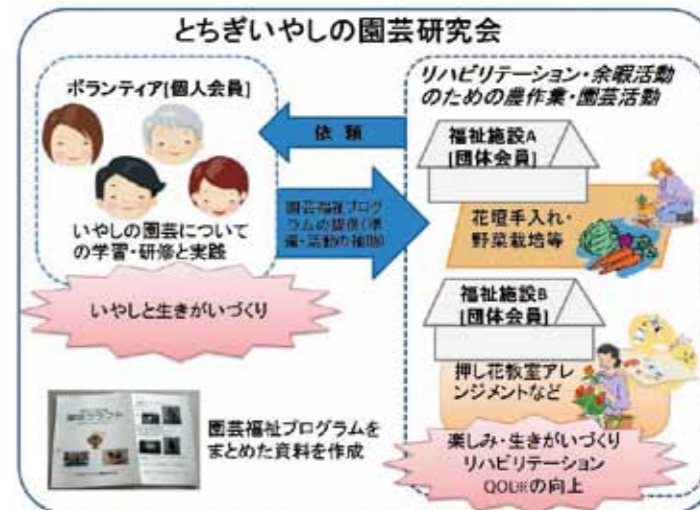 とちぎいやしの園芸研究会
ボランティア[個人会員]
いやしの園芸について
の学習・研修と実践
いやしと生きがいづくり
依頼
園芸福祉プログ
ラムの提供(準
備・活動の補助)
リハビリテーション・余暇活動
のための農作業・園芸活動
福祉施設A
[団体会員]
花壇手入れ・
野菜栽培等
福祉施設B
[団体会員]
押し花教室アレ
ンジメントなど
楽しみ・生きがいづくり
リハビリテーション
QOL※の向上
園芸福祉プログラムを
まとめた資料を作成